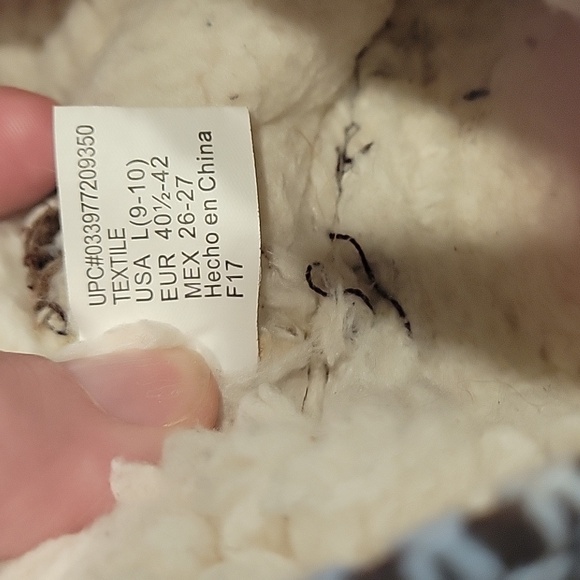 UPC#033977209350
TEXTILE
USA L(9-10)
EUR 40½-42
MEX 26-27
Hecho en China
F17